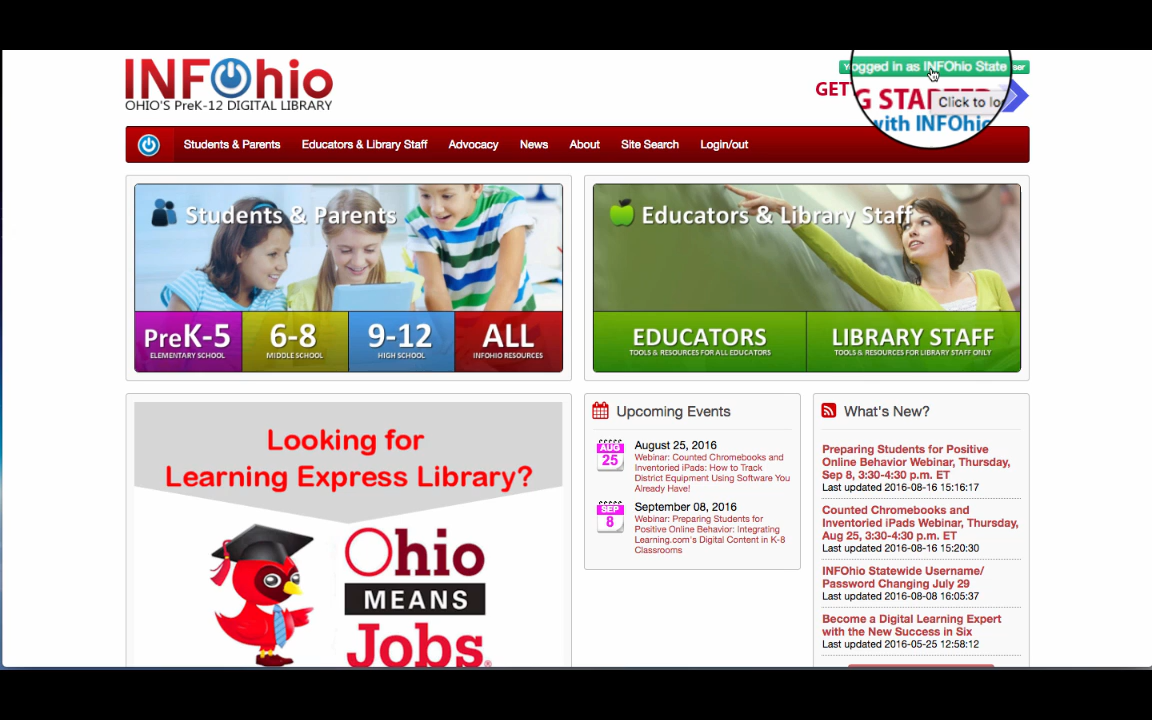 INFOhio
OHIO'S PreK-12 DIGITAL LIBRARY
logged in as INFOhio State
GET
G STARTED
Click to lo
with INFOhio
Students & Parents Educators & Library Staff Advocacy News About Site Search Login/out
Students & Parents
PreK-5
ELEMENTARY SCHOOL
6-8
MIDDLE SCHOOL
9-12
HIGH SCHOOL
ALL
INFOHIO RESOURCES
Educators & Library Staff
EDUCATORS
TOOLS & RESOURCES FOR ALL EDUCATORS
LIBRARY STAFF
TOOLS & RESOURCES FOR LIBRARY STAFF ONLY
Looking for
Learning Express Library?
Ohio
MEANS
Jobs
Upcoming Events
AUG
25
August 25, 2016
Webinar: Counted Chromebooks and
Inventoried iPads: How to Track
District Equipment Using Software You
Already Have!
SEP
8
September 08, 2016
Webinar: Preparing Students for
Positive Online Behavior: Integrating
Learning.com's Digital Content in K-8
Classrooms
What's New?
Preparing Students for Positive
Online Behavior Webinar, Thursday,
Sep 8, 3:30-4:30 p.m. ET
Last updated 2016-08-16 15:16:17
Counted Chromebooks and
Inventoried iPads Webinar, Thursday,
Aug 25, 3:30-4:30 p.m. ET
Last updated 2016-08-16 15:20:30
INFOhio Statewide Username/
Password Changing July 29
Last updated 2016-08-08 16:05:37
Become a Digital Learning Expert
with the New Success in Six
Last updated 2016-05-25 12:58:12